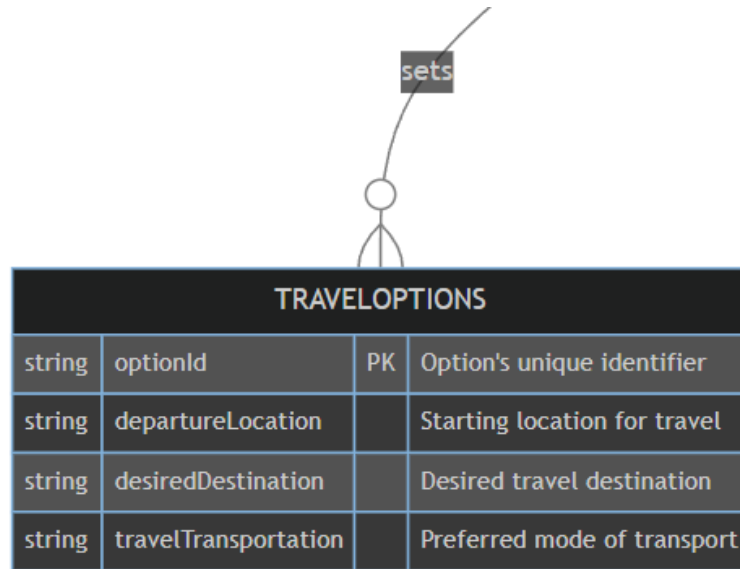 sets
TRAVELOPTIONS
string optionId PK Option's unique identifier
string departureLocation Starting location for travel
string desiredDestination Desired travel destination
string travelTransportation Preferred mode of transport